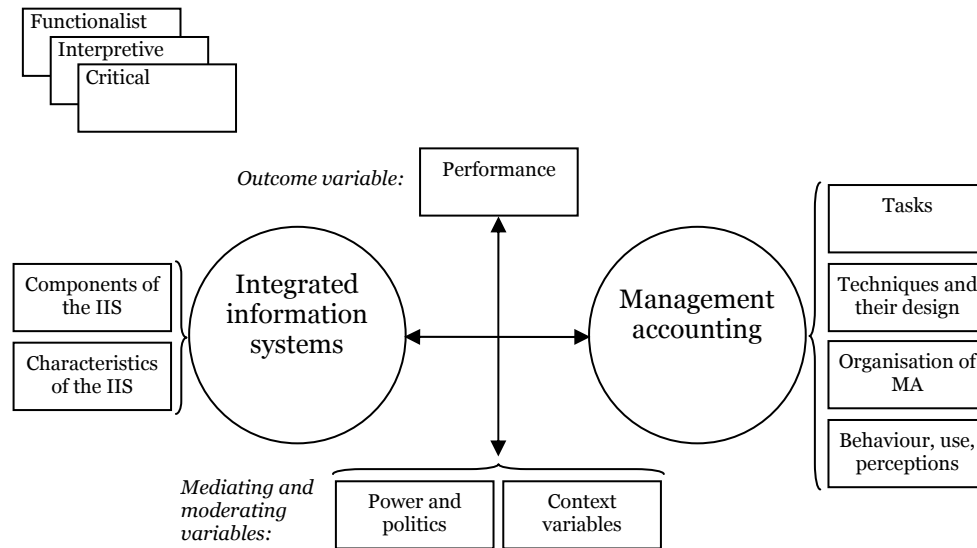 Functionalist
Interpretive
Critical
Outcome variable:
Performance
Integrated
information
systems
Management
accounting
Components of
the IIS
Characteristics
of the IIS
Tasks
Techniques and
their design
Organisation of
MA
Behaviour, use,
perceptions
Mediating and
moderating
variables:
Power and
politics
Context
variables